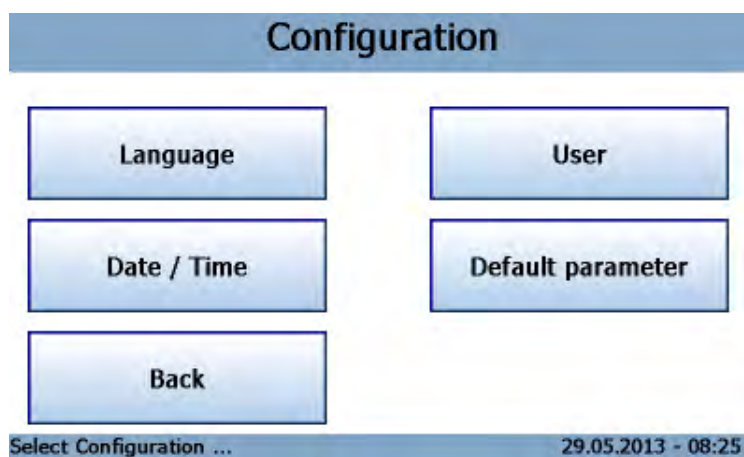 Configuration
Language
User
Date / Time
Default parameter
Back
Select Configuration ...
29.05.2013 - 08:25